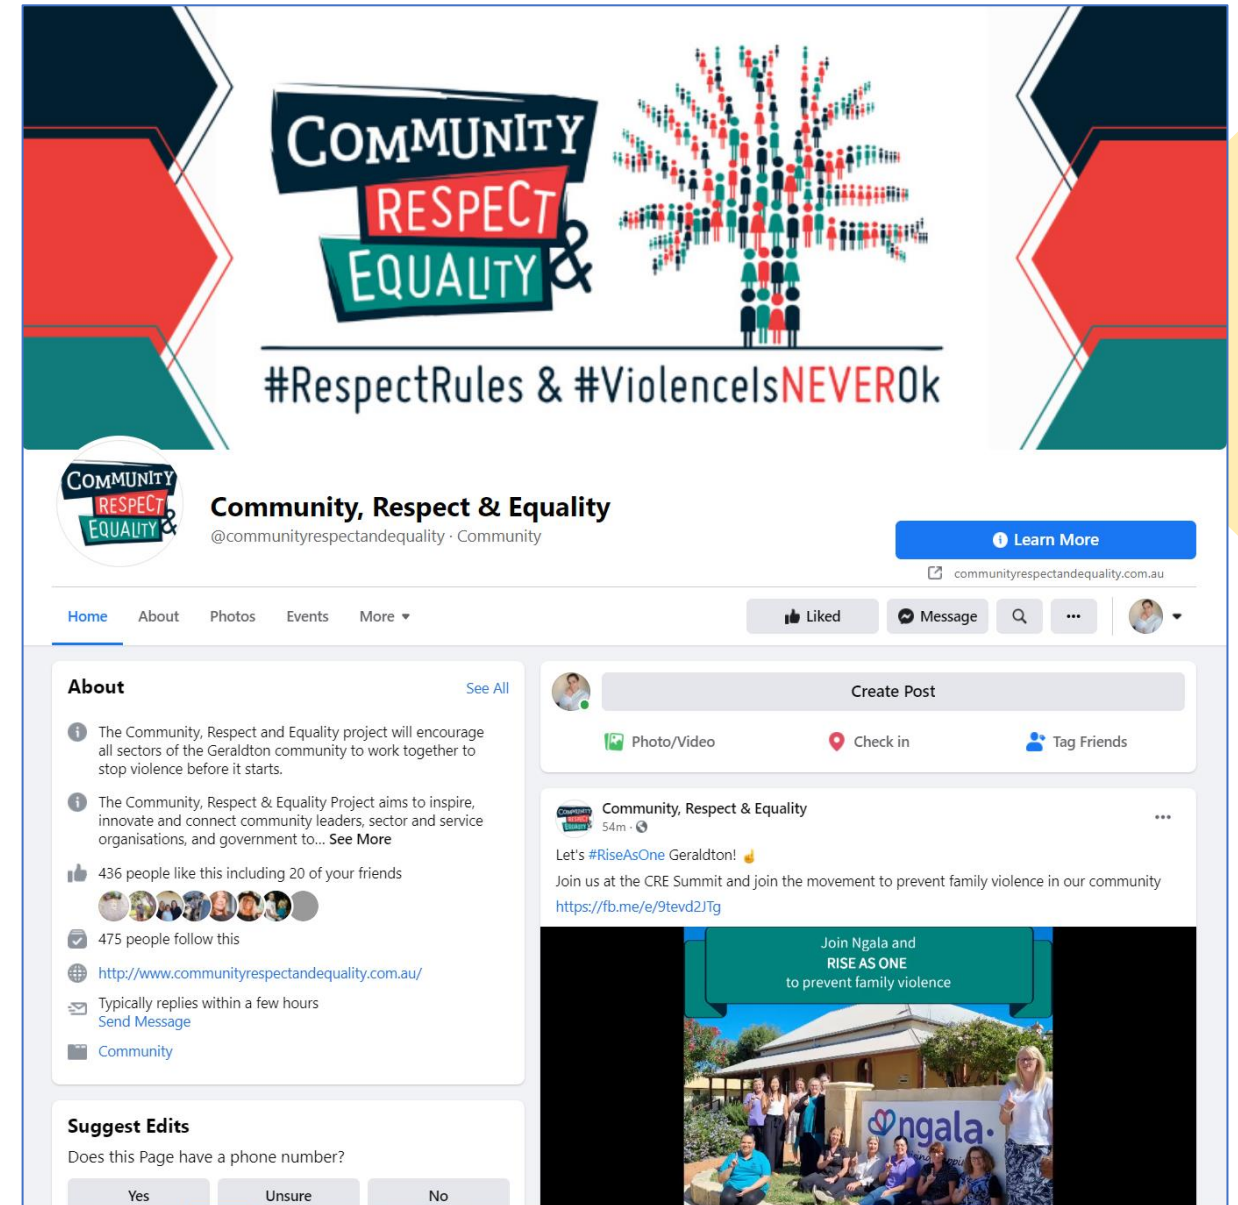 COMMUNITY
RESPECT
& EQUALITY
#RespectRules & #ViolenceIsNEVEROk
COMMUNITY
RESPECT
EQUALITY &
Community, Respect & Equality
@communityrespectandequality · Community
Learn More
communityrespectandequality.com.au
Home About Photos Events More
Liked Message
About See All
The Community, Respect and Equality project will encourage
all sectors of the Geraldton community to work together to
stop violence before it starts.
The Community, Respect & Equality Project aims to inspire,
innovate and connect community leaders, sector and service
organisations, and government to... See More
436 people like this including 20 of your friends
475 people follow this
http://www.communityrespectandequality.com.au/
Typically replies within a few hours
Send Message
Community
Suggest Edits
Does this Page have a phone number?
Yes Unsure No
Create Post
Photo/Video Check in Tag Friends
Community, Respect & Equality
54m ·
Let's #RiseAsOne Geraldton! ☝
Join us at the CRE Summit and join the movement to prevent family violence in our community
https://fb.me/e/9tevd2JTg
Join Ngala and
RISE AS ONE
to prevent family violence
ngala